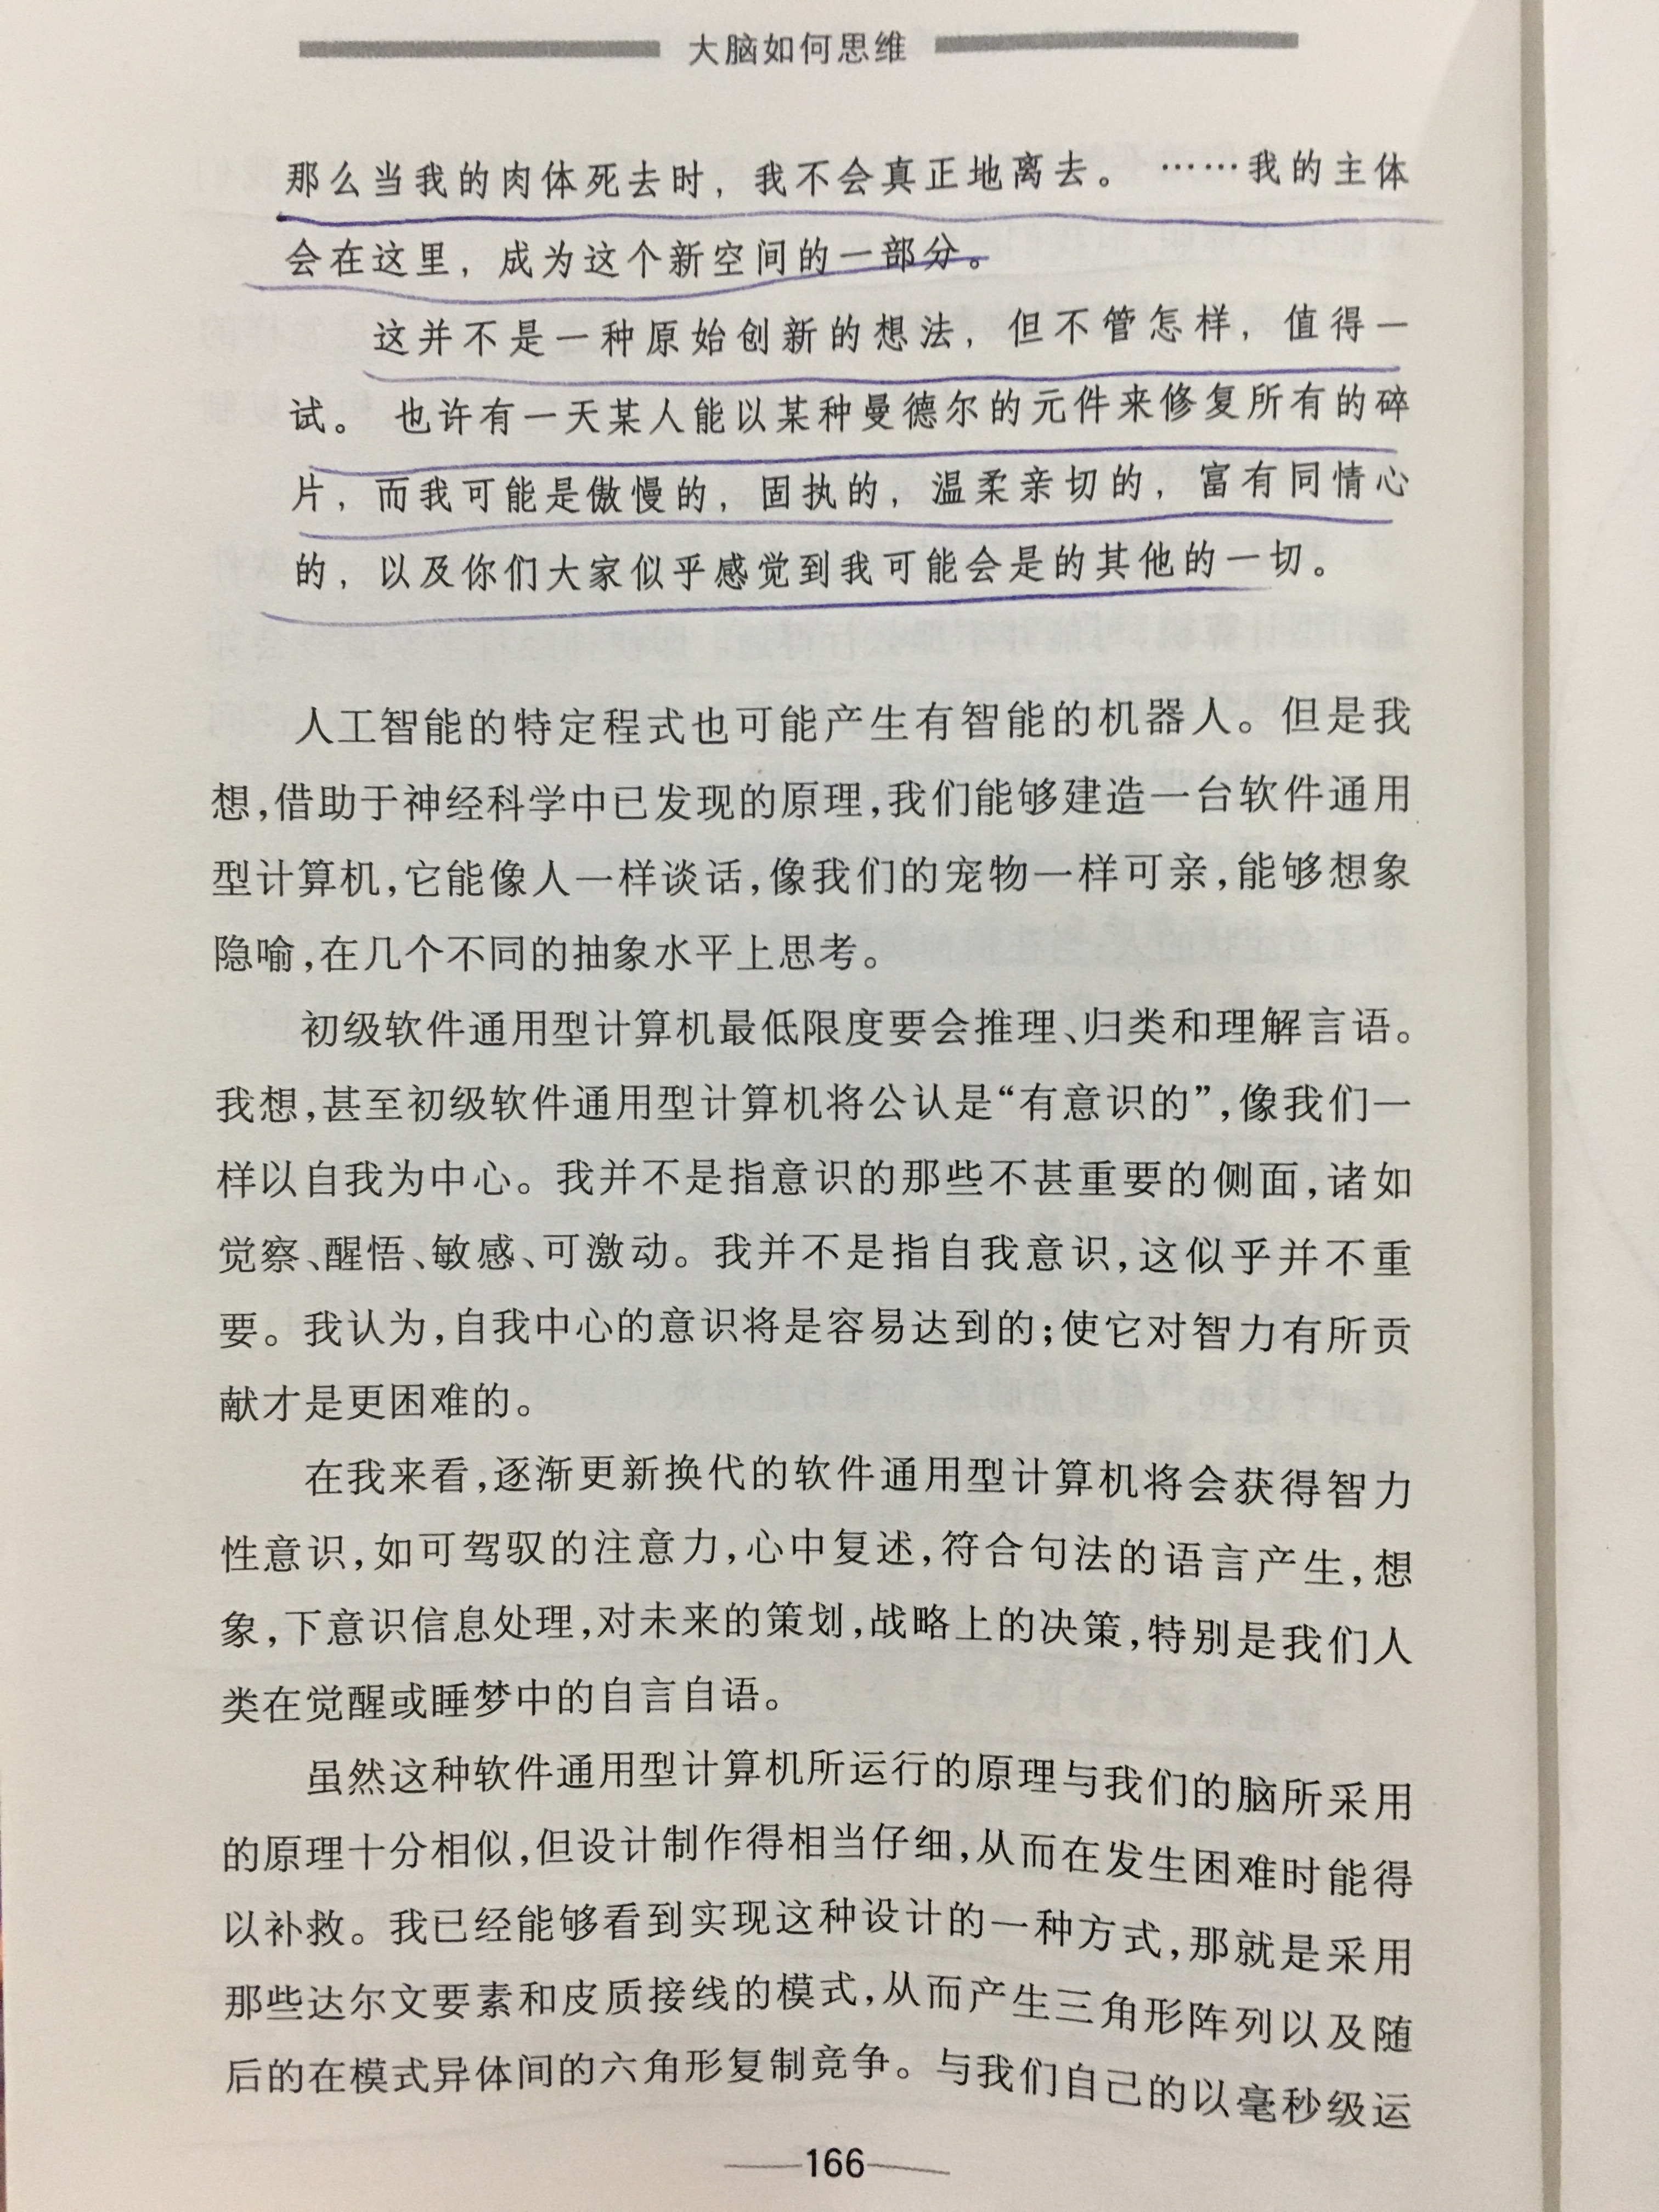 大脑如何思维
那么当我的肉体死去时，我不会真正地离去。 ……我的主体
会在这里，成为这个新空间的一部分。
这并不是一种原始创新的想法，但不管怎样，值得一
试。 也许有一天某人能以某种曼德尔的元件来修复所有的碎
片，而我可能是傲慢的，固执的，温柔亲切的，富有同情心
的，以及你们大家似乎感觉到我可能会是的其他的一切。
人工智能的特定程式也可能产生有智能的机器人。但是我
想，借助于神经科学中已发现的原理，我们能够建造一台软件通用
型计算机，它能像人一样谈话，像我们的宠物一样可亲，能够想象
隐喻，在几个不同的抽象水平上思考。
初级软件通用型计算机最低限度要会推理、归类和理解言语。
我想，甚至初级软件通用型计算机将公认是“有意识的”，像我们一
样以自我为中心。我并不是指意识的那些不甚重要的侧面，诸如
觉察、醒悟、敏感、可激动。我并不是指自我意识，这似乎并不重
要。我认为，自我中心的意识将是容易达到的；使它对智力有所贡
献才是更困难的。
在我来看，逐渐更新换代的软件通用型计算机将会获得智力
性意识，如可驾驭的注意力，心中复述，符合句法的语言产生，想
象，下意识信息处理，对未来的策划，战略上的决策，特别是我们人
类在觉醒或睡梦中的自言自语。
虽然这种软件通用型计算机所运行的原理与我们的脑所采用
的原理十分相似，但设计制作得相当仔细，从而在发生困难时能得
以补救。我已经能够看到实现这种设计的一种方式，那就是采用
那些达尔文要素和皮质接线的模式，从而产生三角形阵列以及随
后的在模式异体间的六角形复制竞争。与我们自己的以毫秒级运
166